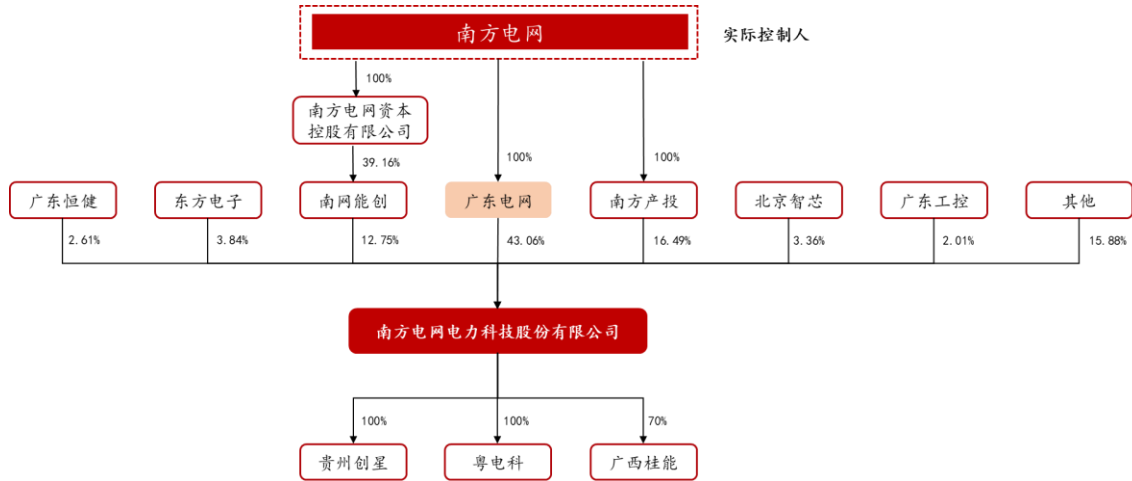 南方电网
实际控制人
100%
南方电网资本
控股有限公司
39.16%
100%
100%
广东恒健
东方电子
南网能创
广东电网
南方产投
北京智芯
广东工控
其他
2.61%
3.84%
12.75%
43.06%
16.49%
3.36%
2.01%
15.88%
南方电网电力科技股份有限公司
100%
100%
70%
贵州创星
粤电科
广西桂能